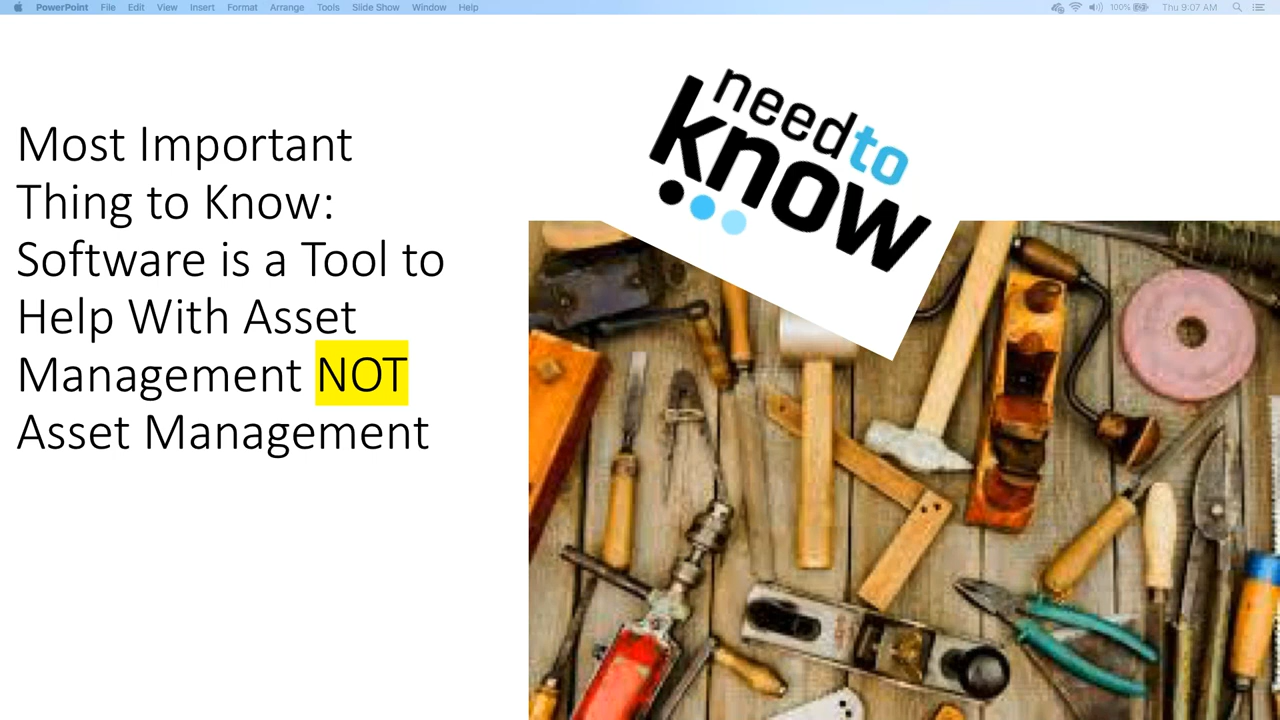 PowerPoint File Edit View Insert Format Arrange Tools Slide Show Window Help 100% Thu 9:07 AM
need to
know
Most Important
Thing to Know:
Software is a Tool to
Help With Asset
Management NOT
Asset Management